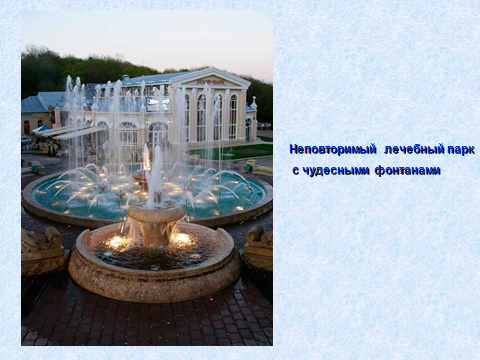 Неповторимый лечебный парк
с чудесными фонтанами